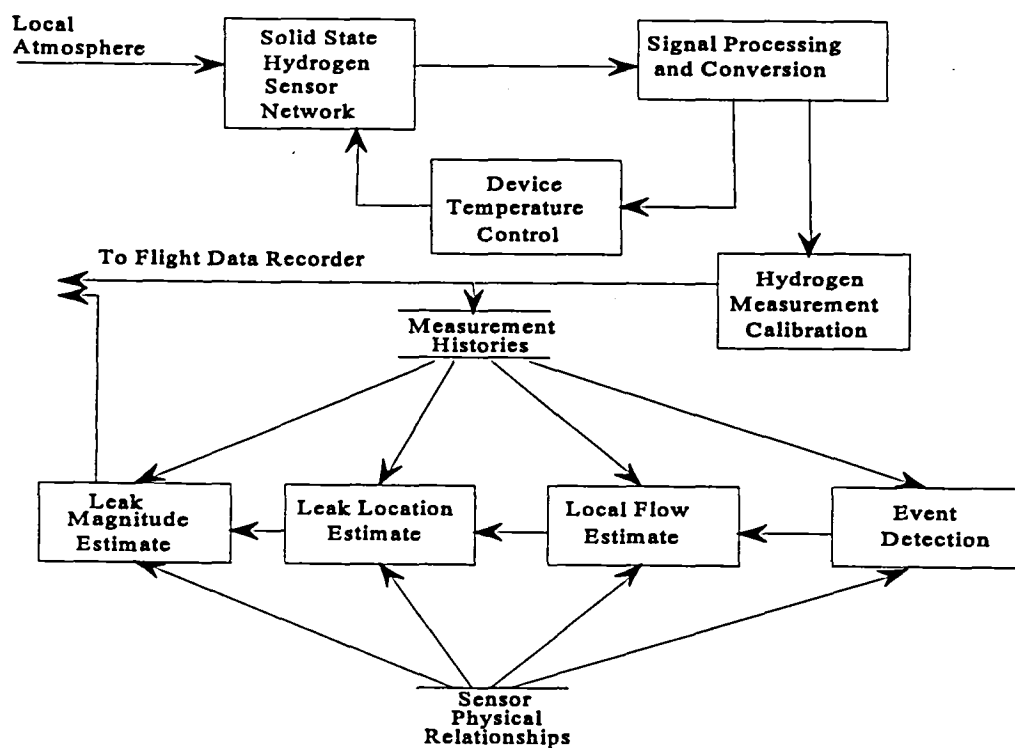 Local
Atmosphere
Solid State
Hydrogen
Sensor
Network
Signal Processing
and Conversion
Device
Temperature
Control
To Flight Data Recorder
Hydrogen
Measurement
Calibration
Measurement
Histories
Leak
Magnitude
Estimate
Leak Location
Estimate
Local Flow
Estimate
Event
Detection
Sensor
Physical
Relationships